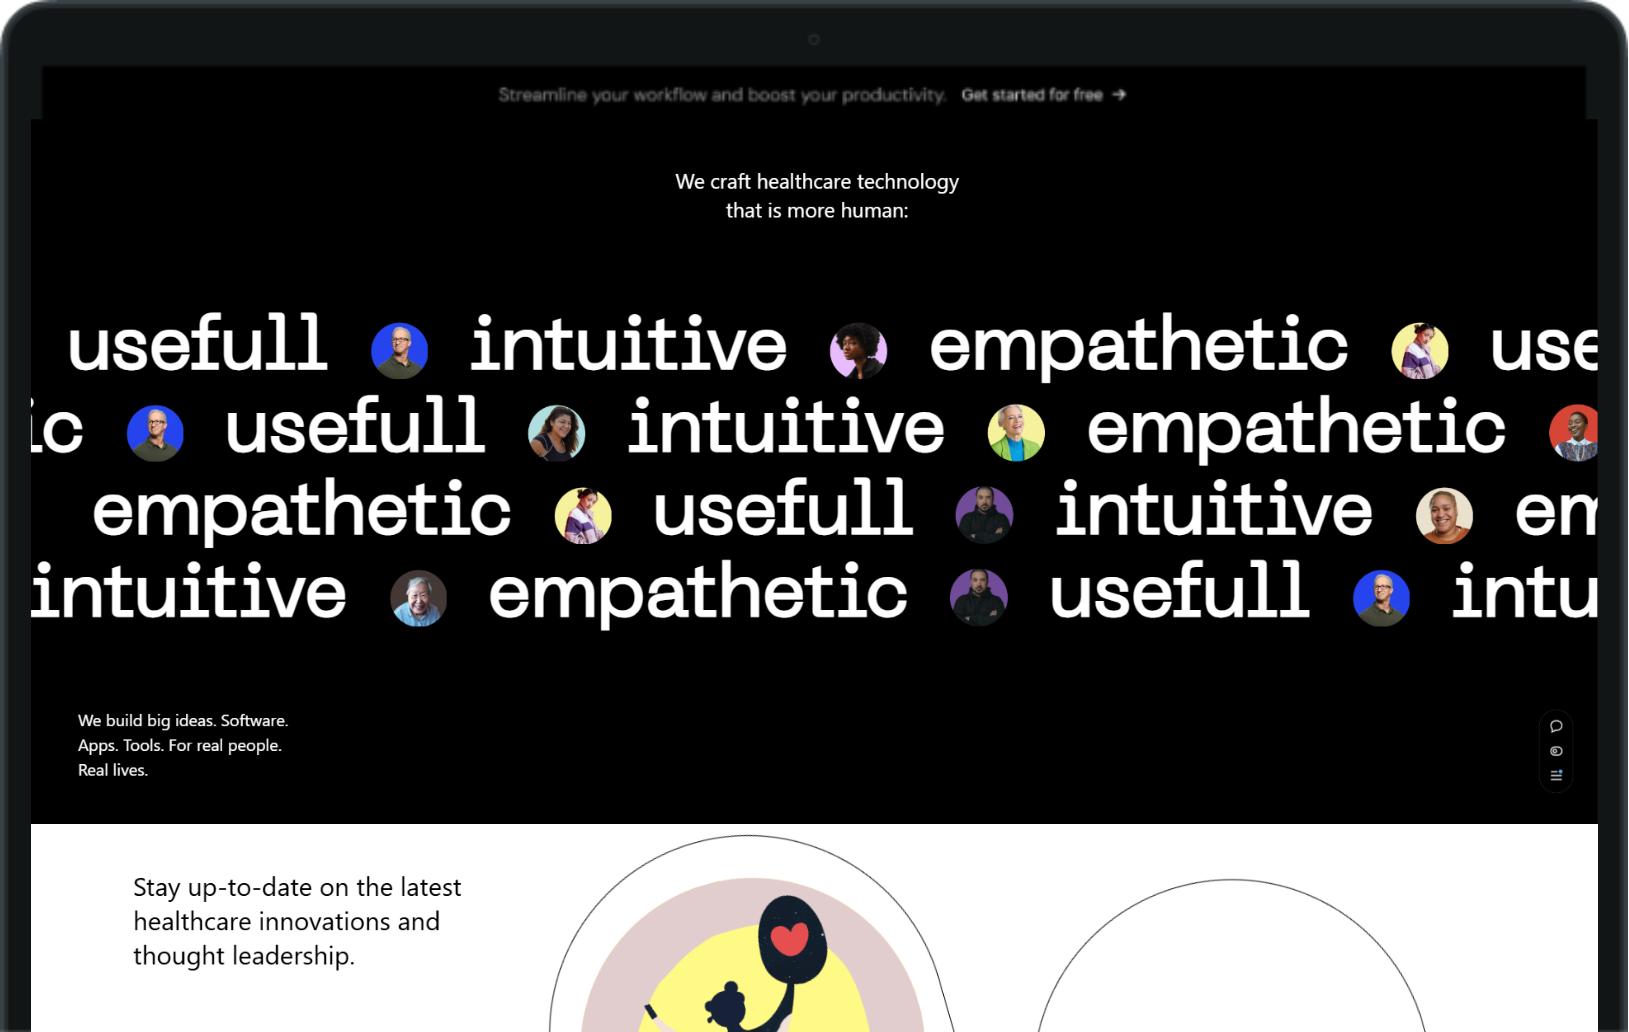 Streamline your workflow and boost your productivity. Get started for free →
We craft healthcare technology
that is more human:
usefull intuitive empathetic use
ic usefull intuitive empathetic
empathetic usefull intuitive em
intuitive empathetic usefull intu
We build big ideas. Software.
Apps. Tools. For real people.
Real lives.
Stay up-to-date on the latest
healthcare innovations and
thought leadership.